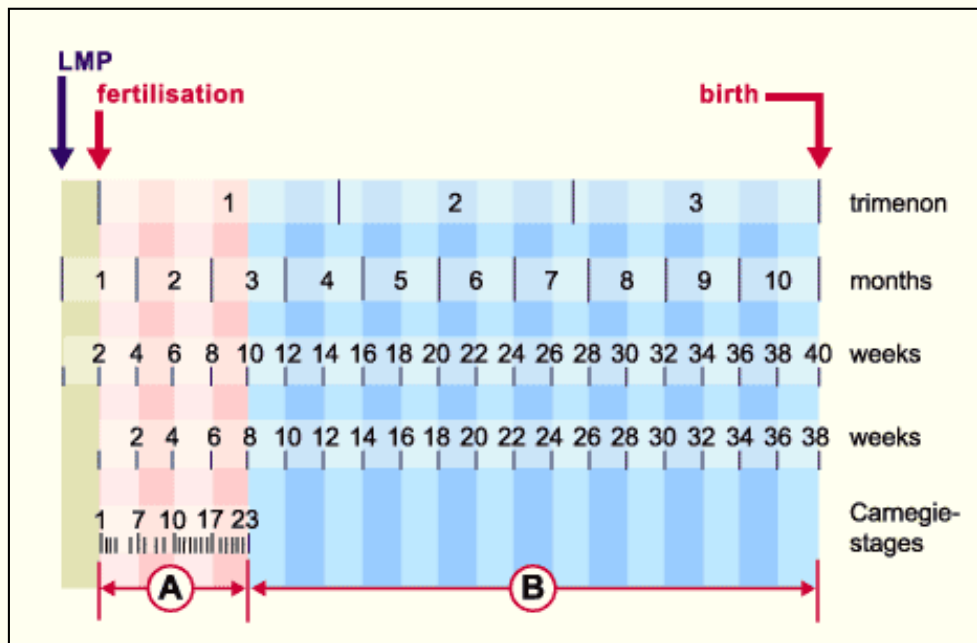 LMP
fertilisation birth
1 2 3 trimenon
1 2 3 4 5 6 7 8 9 10 months
2 4 6 8 10 12 14 16 18 20 22 24 26 28 30 32 34 36 38 40 weeks
2 4 6 8 10 12 14 16 18 20 22 24 26 28 30 32 34 36 38 weeks
1 7 10 17 23 Carnegie-
stages
A B